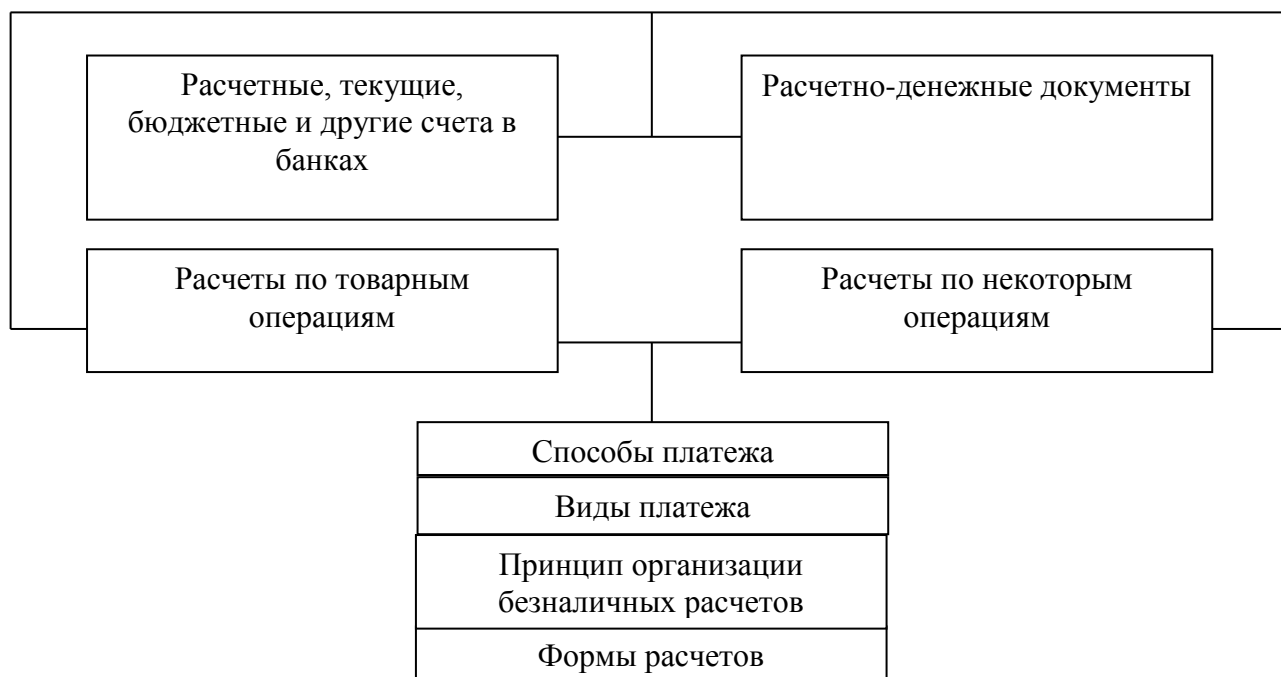 Расчетные, текущие,
бюджетные и другие счета в
банках
Расчетно-денежные документы
Расчеты по товарным
операциям
Расчеты по некоторым
операциям
Способы платежа
Виды платежа
Принцип организации
безналичных расчетов
Формы расчетов